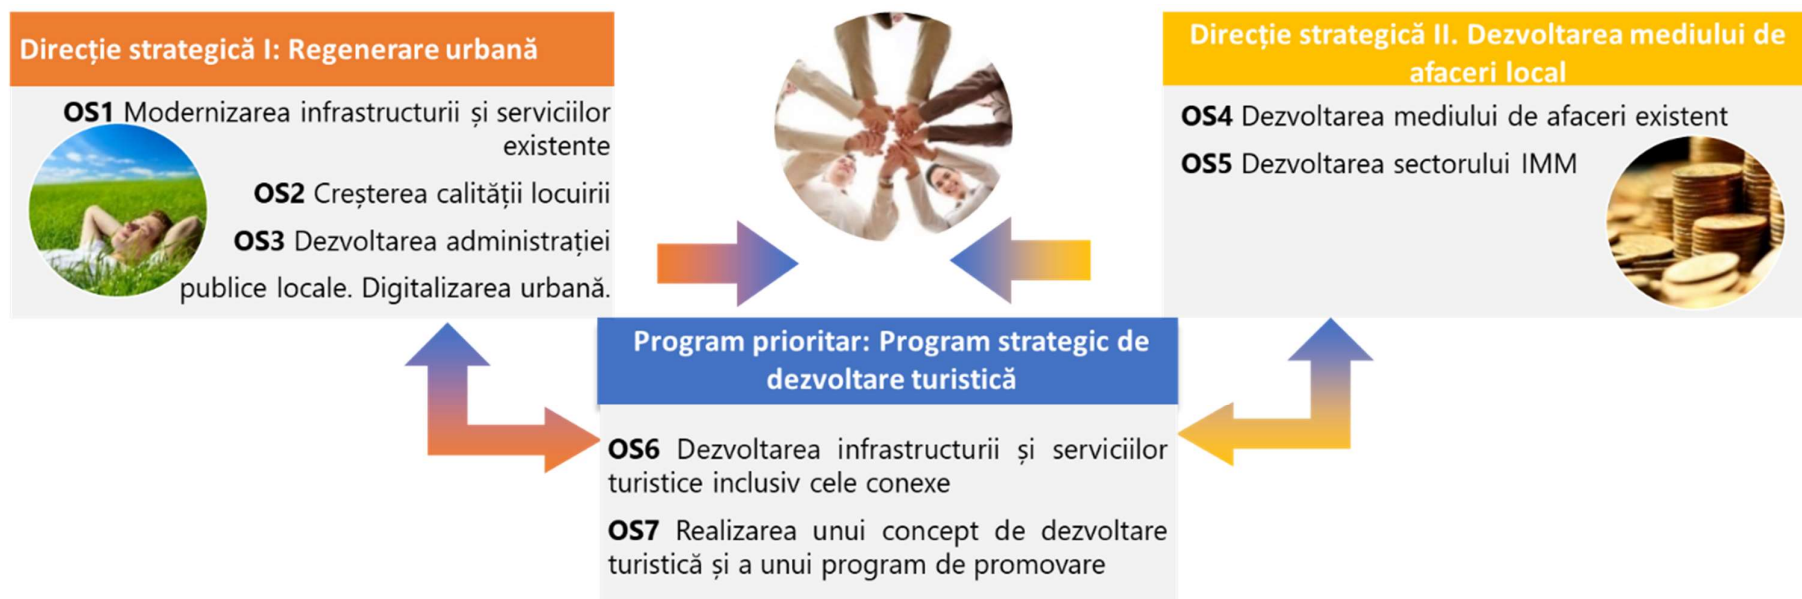 Direcție strategică I: Regenerare urbană
OS1 Modernizarea infrastructurii și serviciilor
existente
OS2 Creșterea calității locuirii
OS3 Dezvoltarea administrației
publice locale. Digitalizarea urbană.
Direcție strategică II. Dezvoltarea mediului de
afaceri local
OS4 Dezvoltarea mediului de afaceri existent
OS5 Dezvoltarea sectorului IMM
Program prioritar: Program strategic de
dezvoltare turistică
OS6 Dezvoltarea infrastructurii și serviciilor
turistice inclusiv cele conexe
OS7 Realizarea unui concept de dezvoltare
turistică și a unui program de promovare